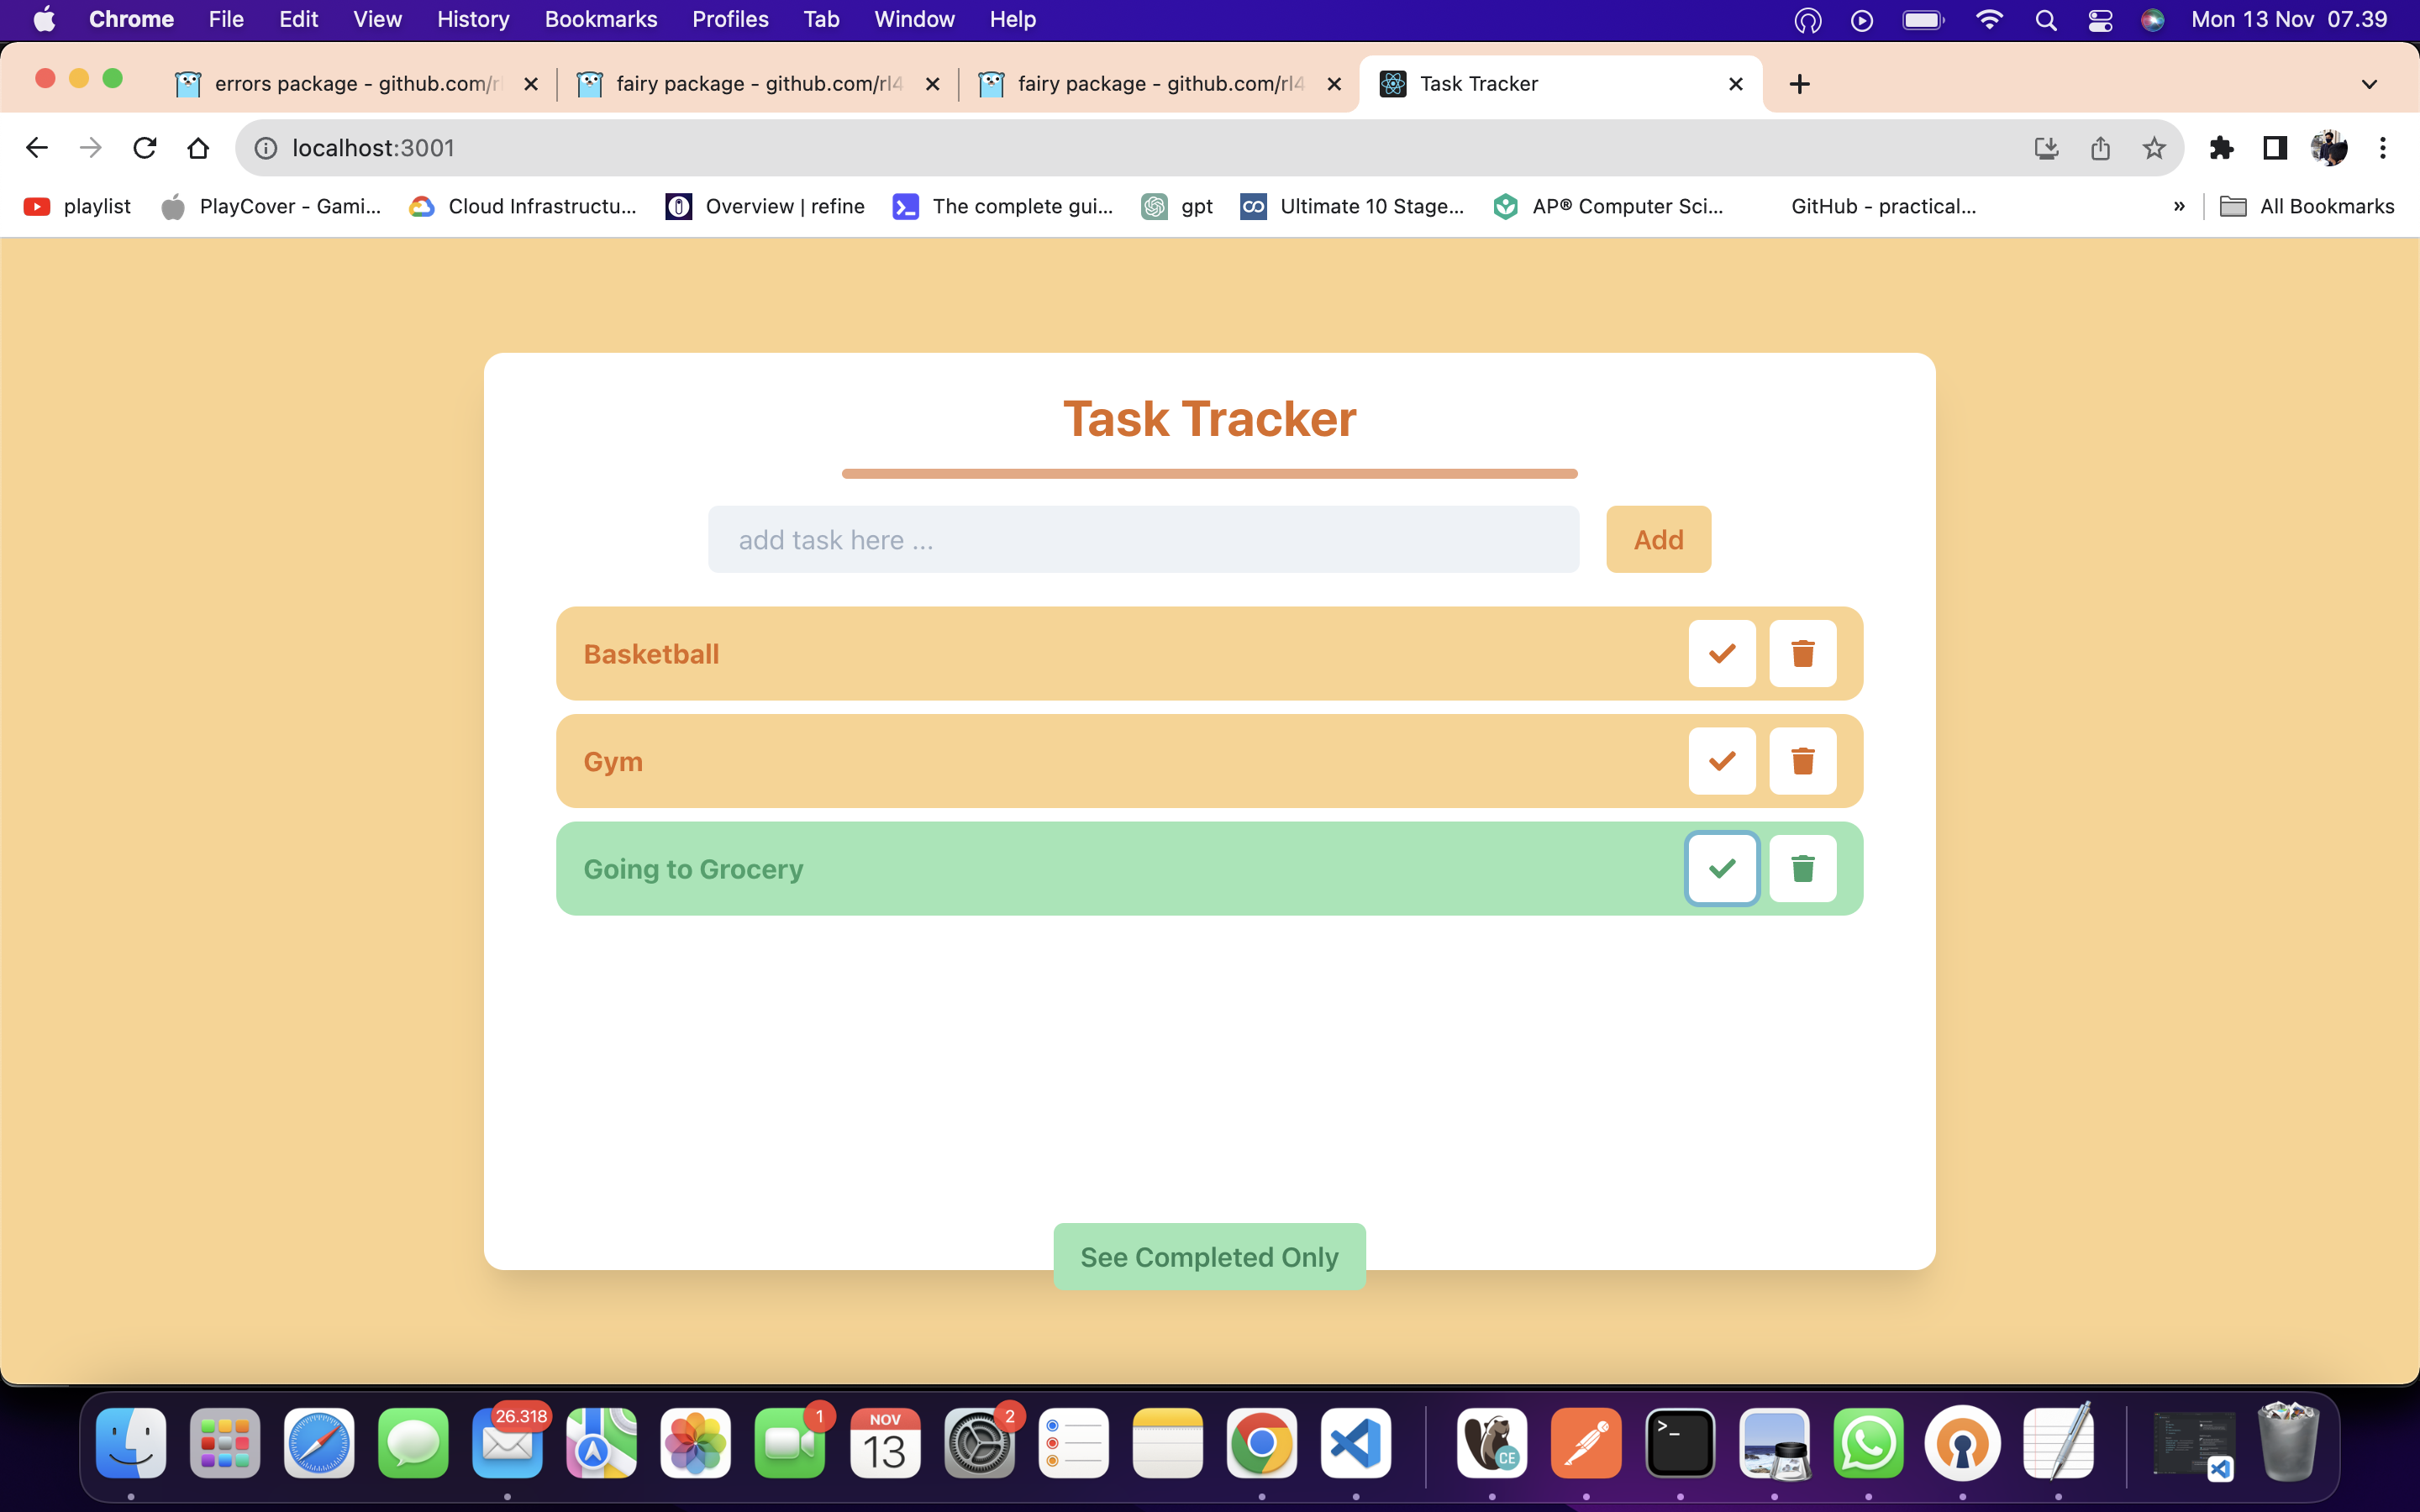 Chrome File Edit View History Bookmarks Profiles Tab Window Help Mon 13 Nov 07.39
errors package - github.com/r fairy package - github.com/rl4 fairy package - github.com/rl4 Task Tracker
localhost:3001
playlist PlayCover - Gami... Cloud Infrastructu... Overview | refine The complete gui... gpt Ultimate 10 Stage... AP® Computer Sci... GitHub - practical... » All Bookmarks
Task Tracker
add task here ...
Add
Basketball
Gym
Going to Grocery
See Completed Only
26.318 1 NOV 2
13
>_
CE